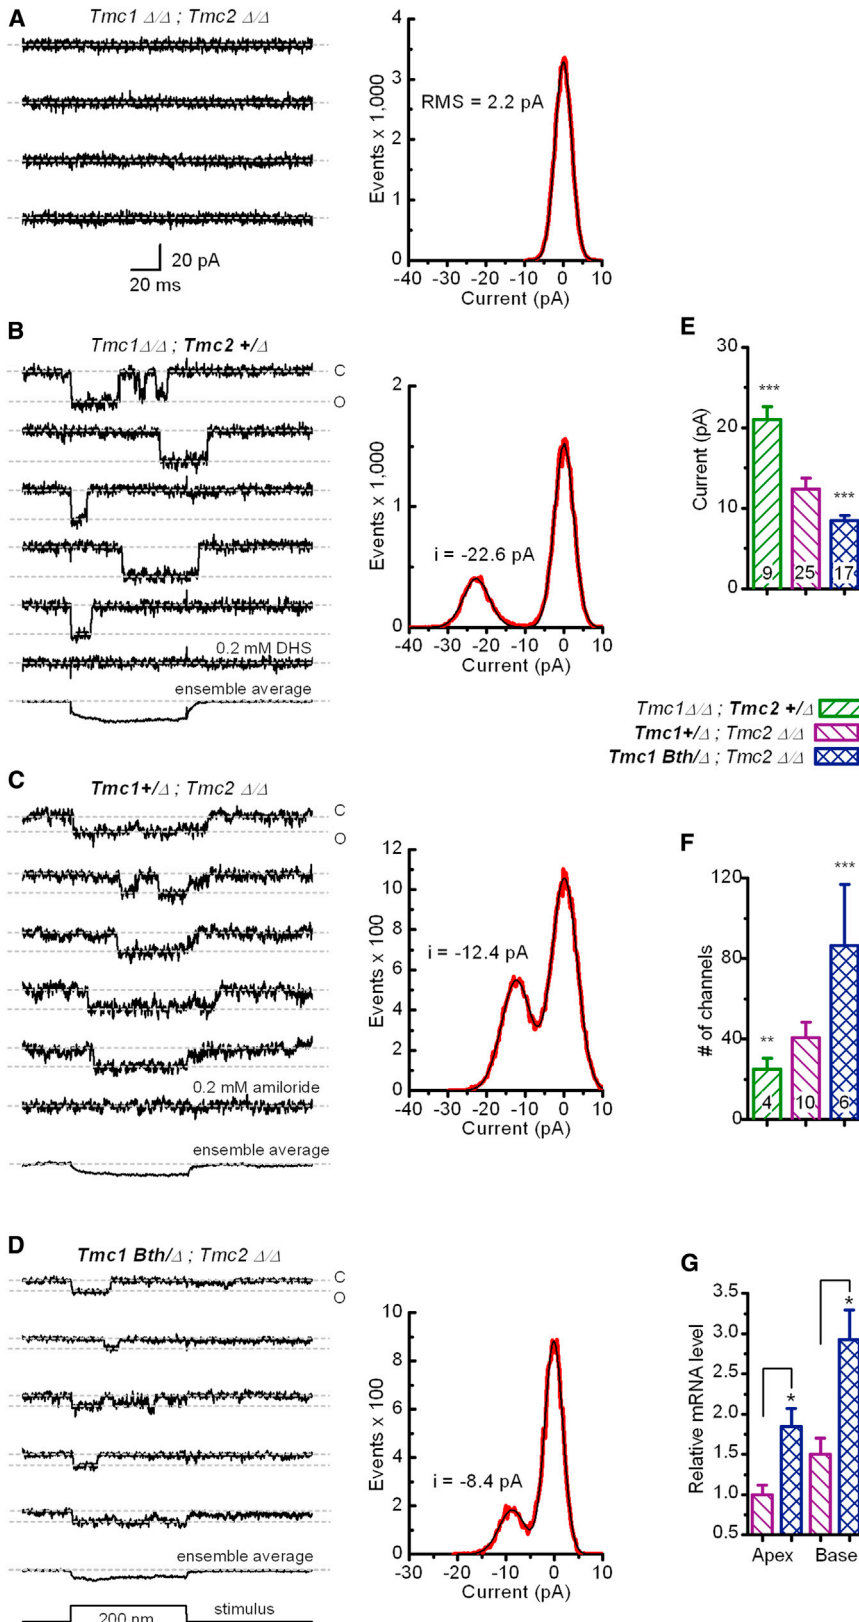 A
Tmc1 Δ/Δ ; Tmc2 Δ/Δ
20 pA
20 ms
Events x 1,000
4
3
2
1
0
RMS = 2.2 pA
-40 -30 -20 -10 0 10
Current (pA)
B
Tmc1Δ/Δ ; Tmc2 +/Δ
C
O
0.2 mM DHS
ensemble average
Events x 1,000
2
1
0
i = -22.6 pA
-40 -30 -20 -10 0 10
Current (pA)
C
Tmc1+/Δ ; Tmc2 Δ/Δ
C
O
0.2 mM amiloride
ensemble average
Events x 100
12
10
8
6
4
2
0
i = -12.4 pA
-40 -30 -20 -10 0 10
Current (pA)
D
Tmc1 Bth/Δ ; Tmc2 Δ/Δ
C
O
ensemble average
200 nm
stimulus
Events x 100
10
8
6
4
2
0
i = -8.4 pA
-30 -20 -10 0 10
Current (pA)
E
Current (pA)
30
20
10
0
***
***
9 25 17
Tmc1Δ/Δ ; Tmc2 +/Δ
Tmc1+/Δ ; Tmc2 Δ/Δ
Tmc1 Bth/Δ ; Tmc2 Δ/Δ
F
# of channels
120
80
40
0
**
***
4 10 6
G
Relative mRNA level
3.5
3.0
2.5
2.0
1.5
1.0
0.5
*
*
Apex Base